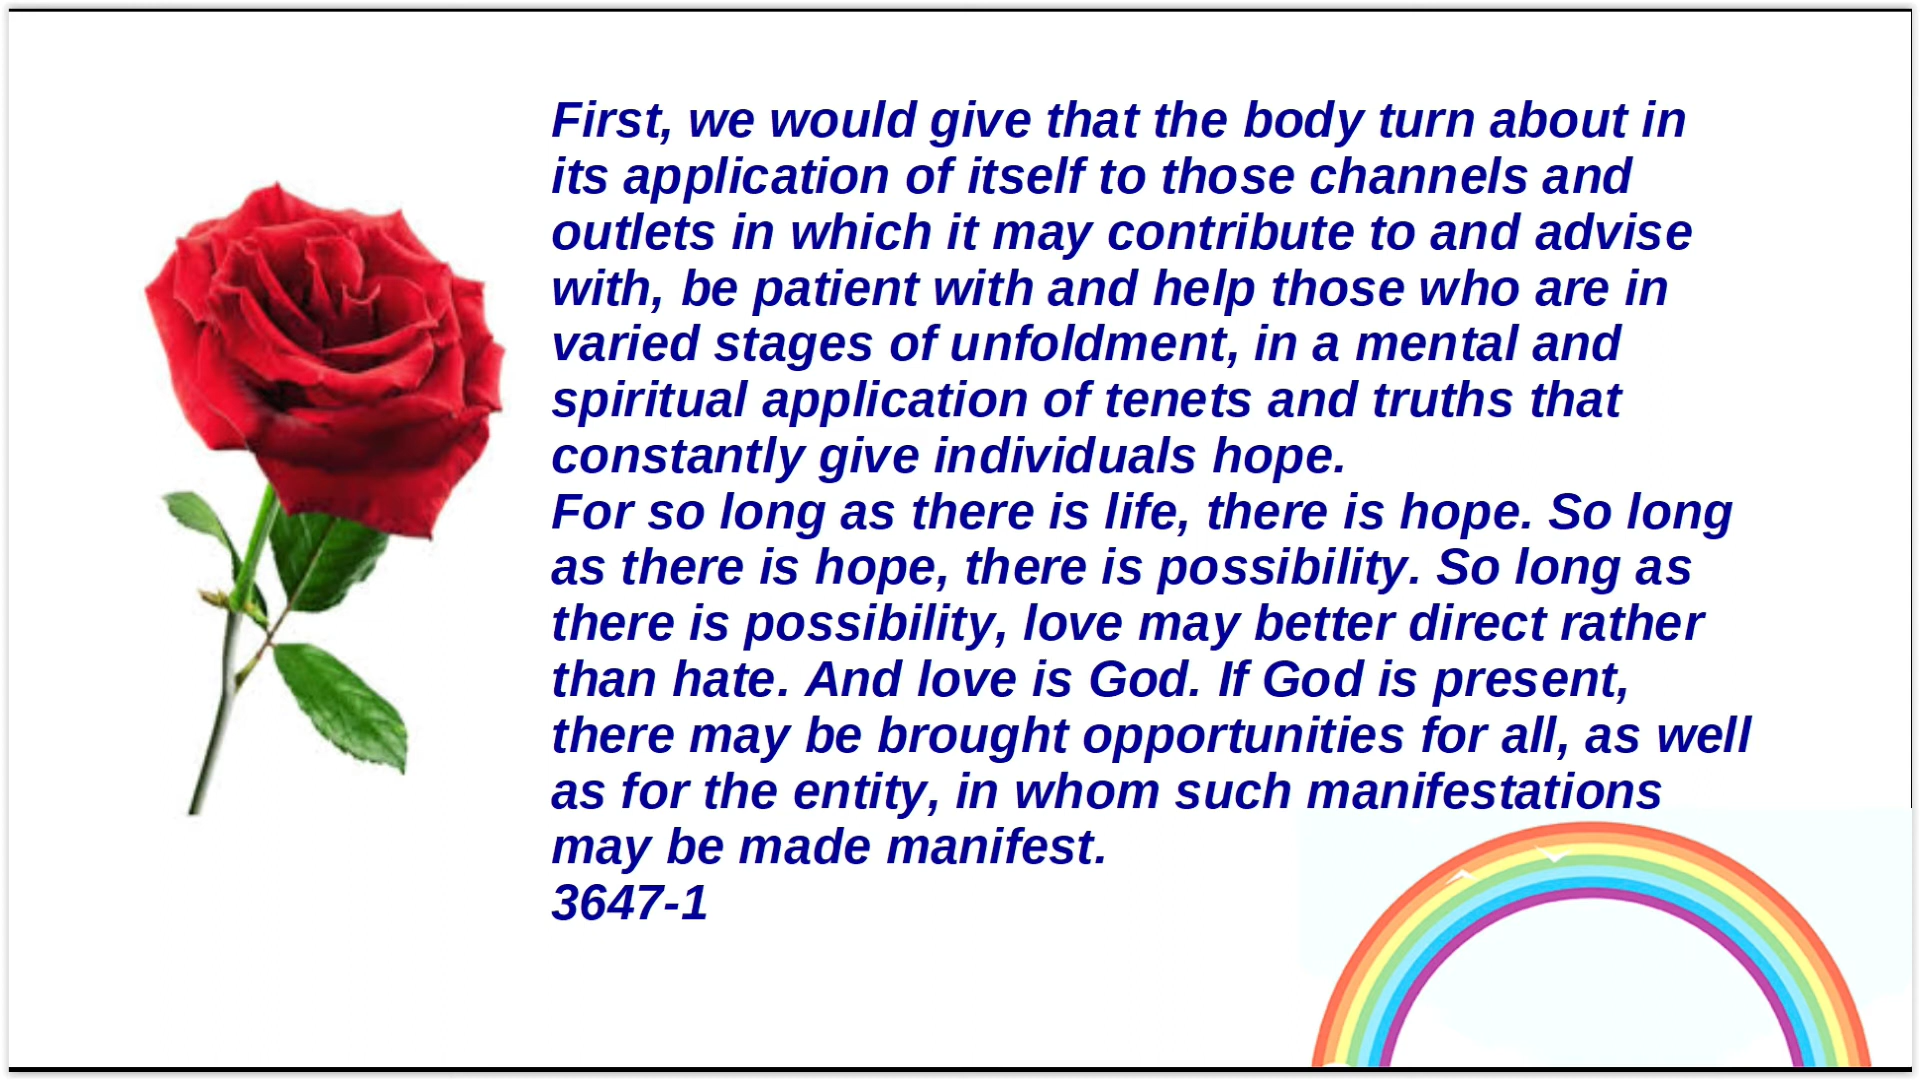 First, we would give that the body turn about in
its application of itself to those channels and
outlets in which it may contribute to and advise
with, be patient with and help those who are in
varied stages of unfoldment, in a mental and
spiritual application of tenets and truths that
constantly give individuals hope.
For so long as there is life, there is hope. So long
as there is hope, there is possibility. So long as
there is possibility, love may better direct rather
than hate. And love is God. If God is present,
there may be brought opportunities for all, as well
as for the entity, in whom such manifestations
may be made manifest.
3647-1